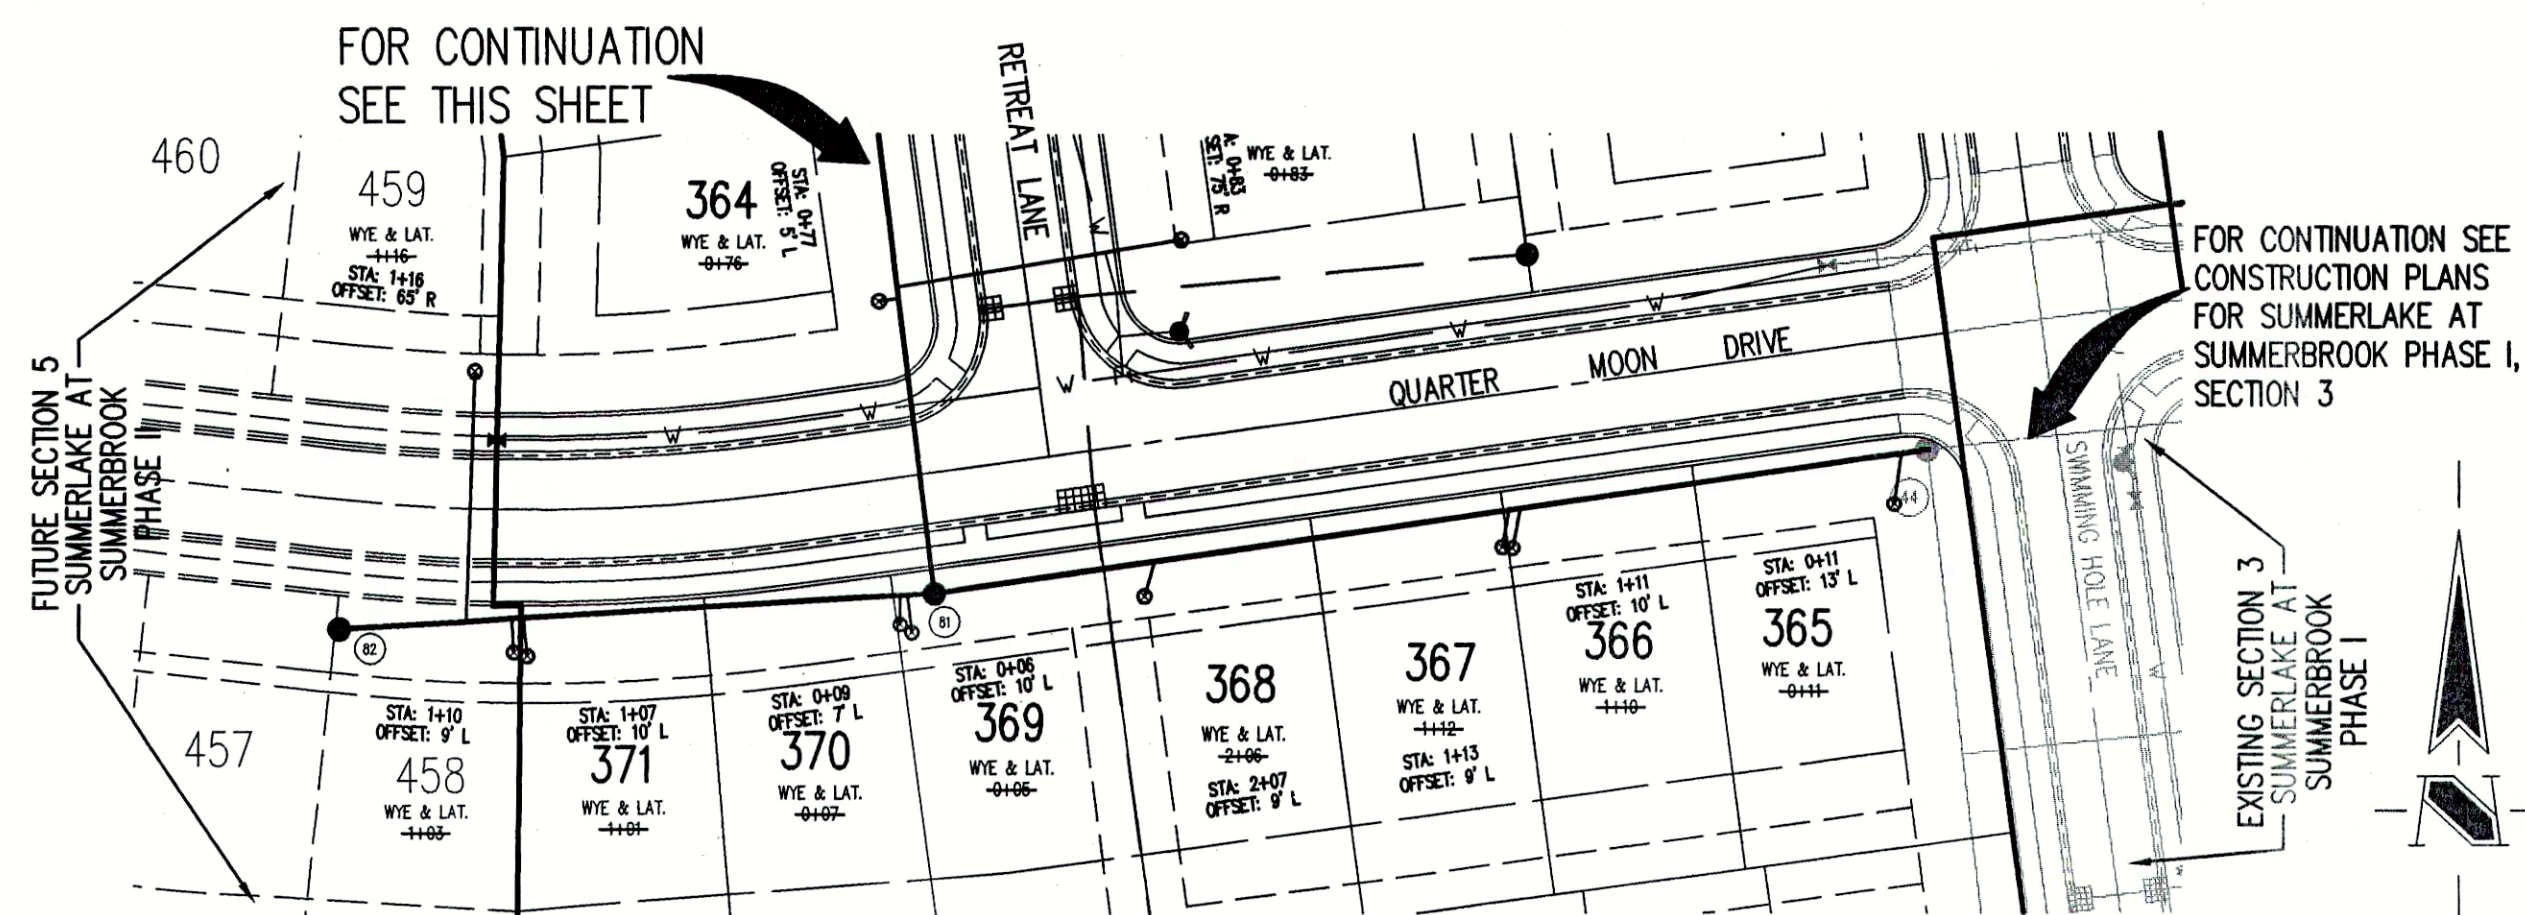 FOR CONTINUATION
SEE THIS SHEET
RETREAT LANE
460
459
WYE & LAT.
1+16
STA: 1+16
OFFSET: 65' R
364
WYE & LAT.
0+76
STA: 0+77
OFFSET: 5' L
A: 0+83
SET: 75' R
WYE & LAT.
0+83
FOR CONTINUATION SEE
CONSTRUCTION PLANS
FOR SUMMERLAKE AT
SUMMERBROOK PHASE I,
SECTION 3
FUTURE SECTION 5
SUMMERLAKE AT
SUMMERBROOK
PHASE II
W
W
W
W
W
W
W
QUARTER MOON DRIVE
SWIMMING HOLE LANE
W
EXISTING SECTION 3
SUMMERLAKE AT
SUMMERBROOK
PHASE I
44
81
82
457
STA: 1+10
OFFSET: 9' L
458
WYE & LAT.
1+03
STA: 1+07
OFFSET: 10' L
371
WYE & LAT.
1+01
STA: 0+09
OFFSET: 7' L
370
WYE & LAT.
0+07
STA: 0+06
OFFSET: 10' L
369
WYE & LAT.
0+05
368
WYE & LAT.
2+06
STA: 2+07
OFFSET: 9' L
367
WYE & LAT.
1+12
STA: 1+13
OFFSET: 9' L
STA: 1+11
OFFSET: 10' L
366
WYE & LAT.
1+10
STA: 0+11
OFFSET: 13' L
365
WYE & LAT.
0+11
N